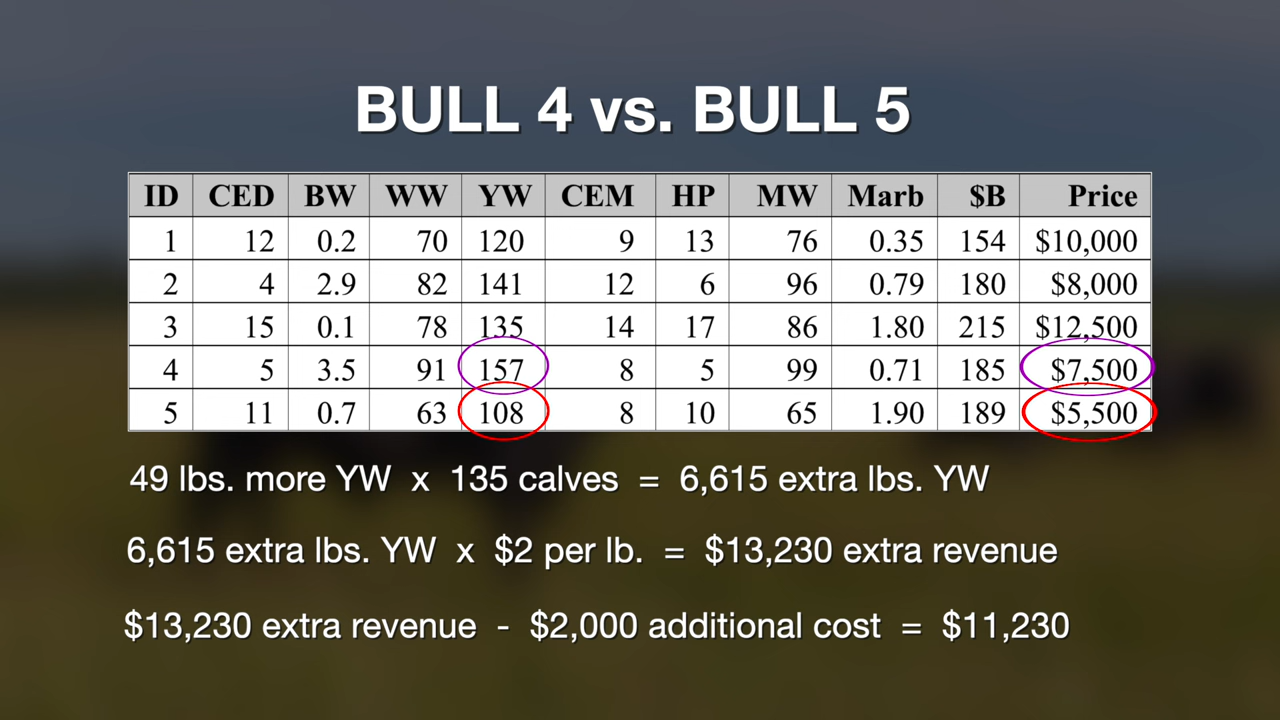 BULL 4 vs. BULL 5
ID CED BW WW YW CEM HP MW Marb $B Price
1 12 0.2 70 120 9 13 76 0.35 154 $10,000
2 4 2.9 82 141 12 6 96 0.79 180 $8,000
3 15 0.1 78 135 14 17 86 1.80 215 $12,500
4 5 3.5 91 157 8 5 99 0.71 185 $7,500
5 11 0.7 63 108 8 10 65 1.90 189 $5,500
49 lbs. more YW x 135 calves = 6,615 extra lbs. YW
6,615 extra lbs. YW x $2 per lb. = $13,230 extra revenue
$13,230 extra revenue - $2,000 additional cost = $11,230